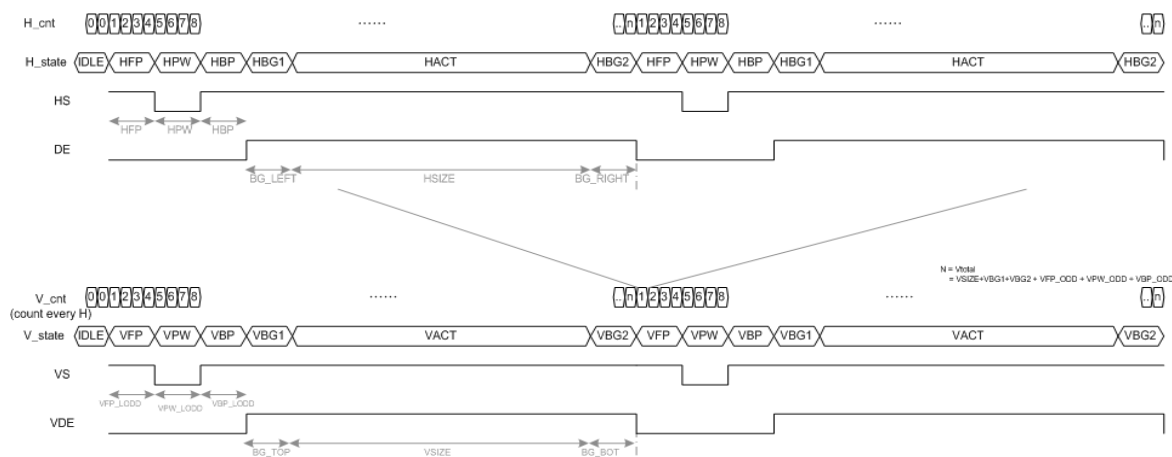 H_cnt 0 0 1 2 3 4 5 6 7 8 ...... .. n 1 2 3 4 5 6 7 8 ...... .. n
H_state IDLE HFP HPW HBP HBG1 HACT HBG2 HFP HPW HBP HBG1 HACT HBG2
HS
HFP HPW HBP
DE
BG_LEFT HSIZE BG_RIGHT
N = Vtotal
= VSIZE+VBG1+VBG2 + VFP_ODD + VPW_ODD + VBP_ODD
V_cnt 0 0 1 2 3 4 5 6 7 8 ...... .. n 1 2 3 4 5 6 7 8 ...... .. n
(count every H)
V_state IDLE VFP VPW VBP VBG1 VACT VBG2 VFP VPW VBP VBG1 VACT VBG2
VS
VFP_LODD VPW_LODD VBP_LODD
VDE
BG_TOP VSIZE BG_BOT